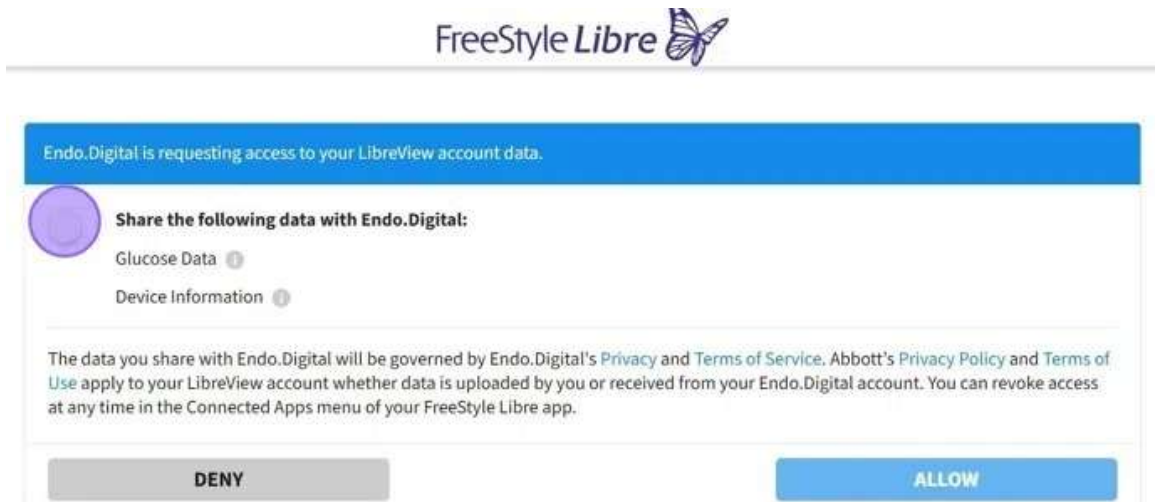 FreeStyle Libre
Endo.Digital is requesting access to your LibreView account data.
Share the following data with Endo.Digital:
Glucose Data
Device Information
The data you share with Endo.Digital will be governed by Endo.Digital's Privacy and Terms of Service. Abbott's Privacy Policy and Terms of
Use apply to your LibreView account whether data is uploaded by you or received from your Endo.Digital account. You can revoke access
at any time in the Connected Apps menu of your FreeStyle Libre app.
DENY
ALLOW